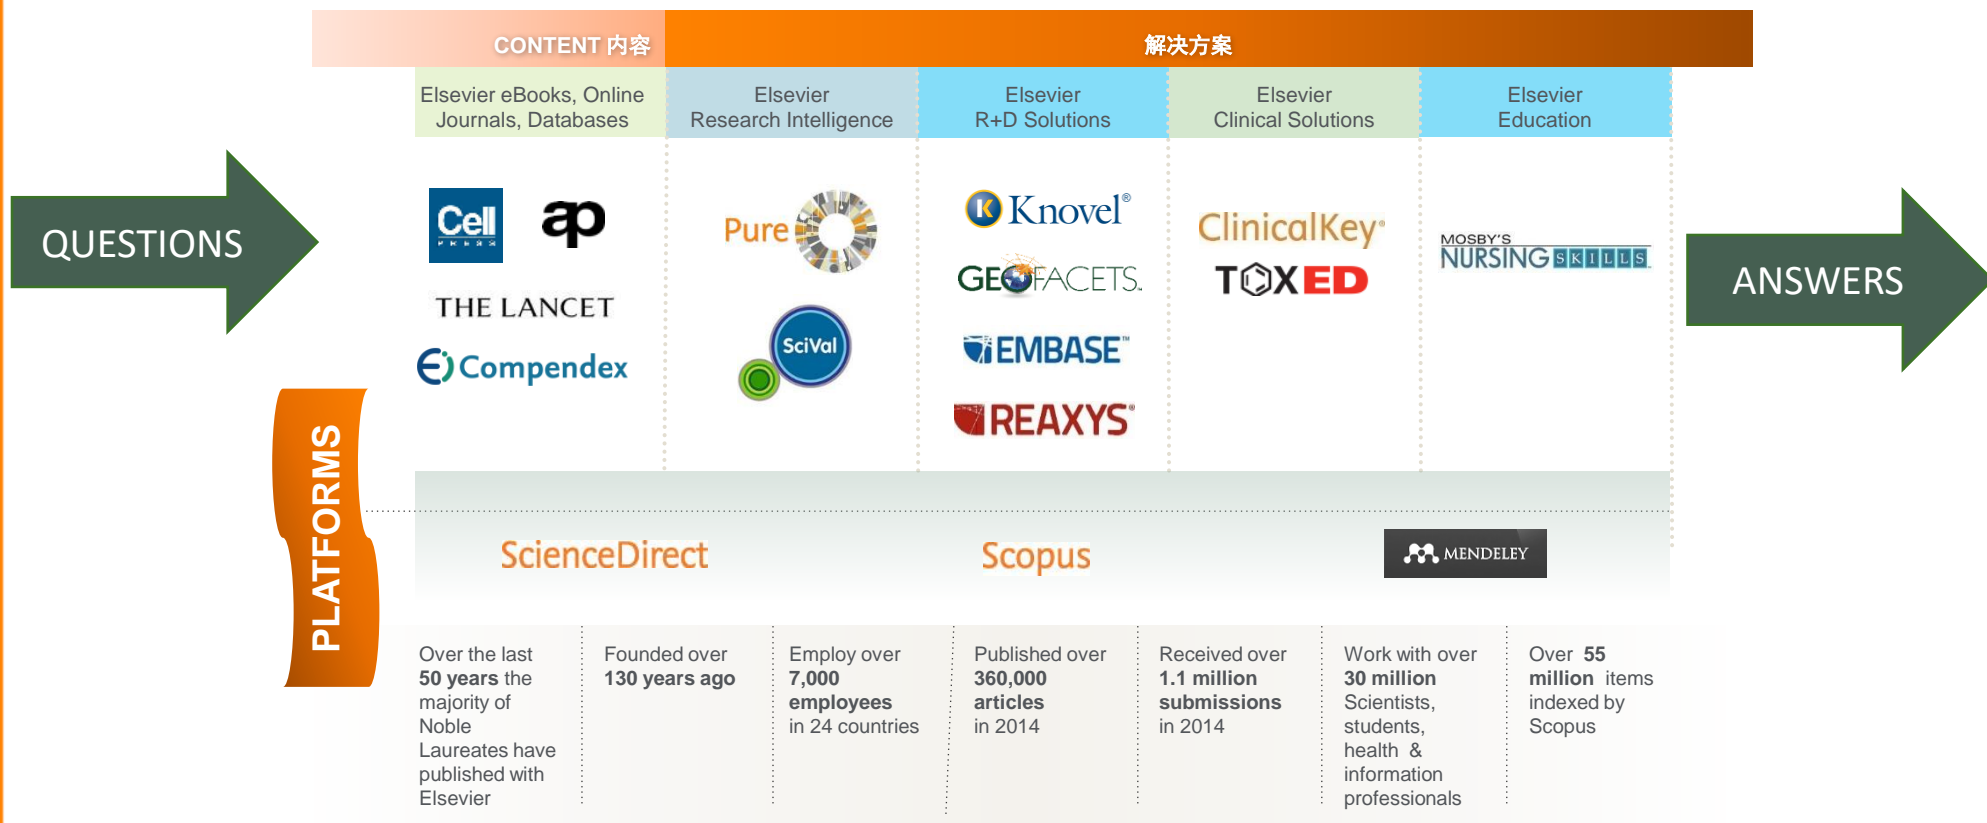 CONTENT 内容
解决方案
Elsevier eBooks, Online
Journals, Databases
Elsevier
Research Intelligence
Elsevier
R+D Solutions
Elsevier
Clinical Solutions
Elsevier
Education
QUESTIONS
Cell
PRESS
ap
THE LANCET
Compendex
Pure
SciVal
K Knovel®
GEOFACETS™
EMBASE™
REAXYS®
ClinicalKey®
TOXED
MOSBY'S
NURSING SKILLS
ANSWERS
PLATFORMS
ScienceDirect
Scopus
MENDELEY
Over the last
50 years the
majority of
Noble
Laureates have
published with
Elsevier
Founded over
130 years ago
Employ over
7,000
employees
in 24 countries
Published over
360,000
articles
in 2014
Received over
1.1 million
submissions
in 2014
Work with over
30 million
Scientists,
students,
health &
information
professionals
Over 55
million items
indexed by
Scopus